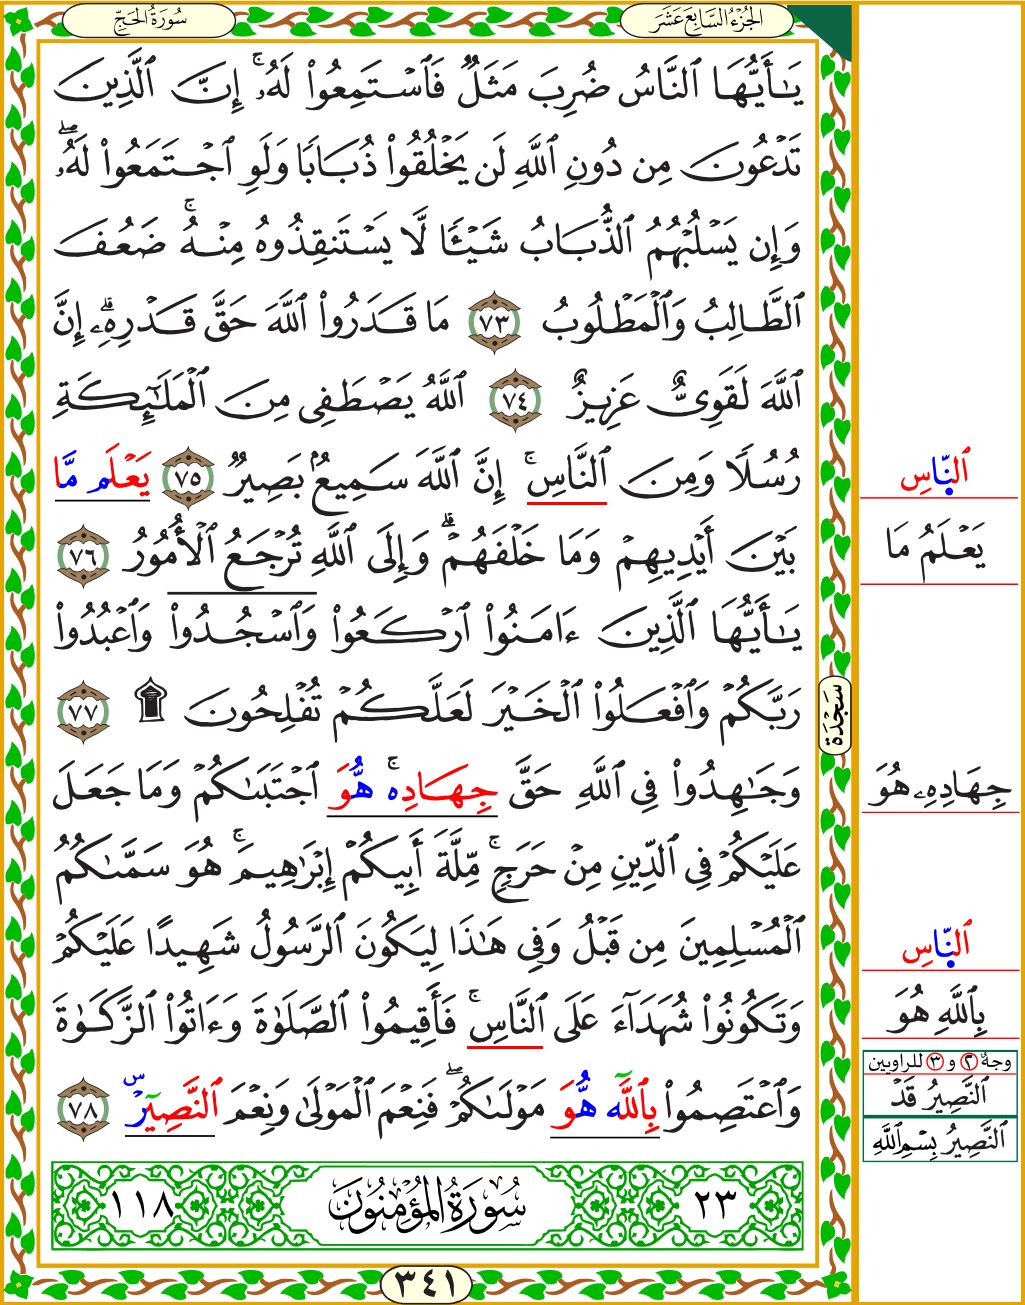 الجُزْءُ السَّابِعَ عَشَرَ
سُورَةُ الحَجِّ
يَـٰٓأَيُّهَا ٱلنَّاسُ ضُرِبَ مَثَلٞ فَٱسۡتَمِعُواْ لَهُۥٓۚ إِنَّ ٱلَّذِينَ
تَدۡعُونَ مِن دُونِ ٱللَّهِ لَن يَخۡلُقُواْ ذُبَابٗا وَلَوِ ٱجۡتَمَعُواْ لَهُۥۖ
وَإِن يَسۡلُبۡهُمُ ٱلذُّبَابُ شَيۡـٔٗا لَّا يَسۡتَنقِذُوهُ مِنۡهُۚ ضَعُفَ
ٱلطَّالِبُ وَٱلۡمَطۡلُوبُ ٧٣ مَا قَدَرُواْ ٱللَّهَ حَقَّ قَدۡرِهِۦٓۗ إِنَّ
ٱللَّهَ لَقَوِيٌّ عَزِيزٌ ٧٤ ٱللَّهُ يَصۡطَفِي مِنَ ٱلۡمَلَـٰٓئِكَةِ
رُسُلٗا وَمِنَ ٱلنَّاسِۚ إِنَّ ٱللَّهَ سَمِيعُۢ بَصِيرٞ ٧٥ يَعۡلَم مَّا
بَيۡنَ أَيۡدِيهِمۡ وَمَا خَلۡفَهُمۡۗ وَإِلَى ٱللَّهِ تُرۡجَعُ ٱلۡأُمُورُ ٧٦
يَـٰٓأَيُّهَا ٱلَّذِينَ ءَامَنُواْ ٱرۡكَعُواْ وَٱسۡجُدُواْ وَٱعۡبُدُواْ
رَبَّكُمۡ وَٱفۡعَلُواْ ٱلۡخَيۡرَ لَعَلَّكُمۡ تُفۡلِحُونَ ۩ ٧٧
وَجَـٰهِدُواْ فِي ٱللَّهِ حَقَّ جِهَادِهۚ هُّوَ ٱجۡتَبَىٰكُمۡ وَمَا جَعَلَ
عَلَيۡكُمۡ فِي ٱلدِّينِ مِنۡ حَرَجٖۚ مِّلَّةَ أَبِيكُمۡ إِبۡرَٰهِيمَۚ هُوَ سَمَّىٰكُمُ
ٱلۡمُسۡلِمِينَ مِن قَبۡلُ وَفِي هَـٰذَا لِيَكُونَ ٱلرَّسُولُ شَهِيدًا عَلَيۡكُمۡ
وَتَكُونُواْ شُهَدَآءَ عَلَى ٱلنَّاسِۚ فَأَقِيمُواْ ٱلصَّلَوٰةَ وَءَاتُواْ ٱلزَّكَوٰةَ
وَٱعۡتَصِمُواْ بِٱللَّٓه هُّوَ مَوۡلَىٰكُمۡۖ فَنِعۡمَ ٱلۡمَوۡلَىٰ وَنِعۡمَ ٱلنَّصِيٓرۜ ٧٨
٢٣
سُورَةُ المُؤۡمِنُونَ
١١٨
٣٤١
ٱلنَّاسِ
يَعۡلَمُ مَا
سَجۡدَة
جِهَادِهِۦ هُوَ
ٱلنَّاسِ
بِٱللَّهِ هُوَ
وجهٌ ٢ و ٣ للراويين
ٱلنَّصِيرُ قَدۡ
ٱلنَّصِيرُ بِسۡمِ ٱللَّهِ